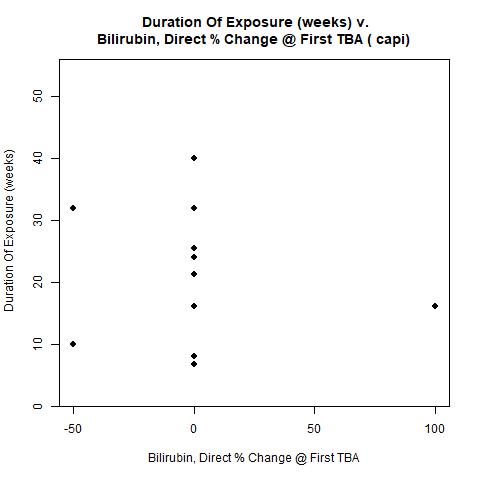 Duration Of Exposure (weeks) v.
Bilirubin, Direct % Change @ First TBA ( capi)
Duration Of Exposure (weeks)
50
40
30
20
10
0
-50 0 50 100
Bilirubin, Direct % Change @ First TBA